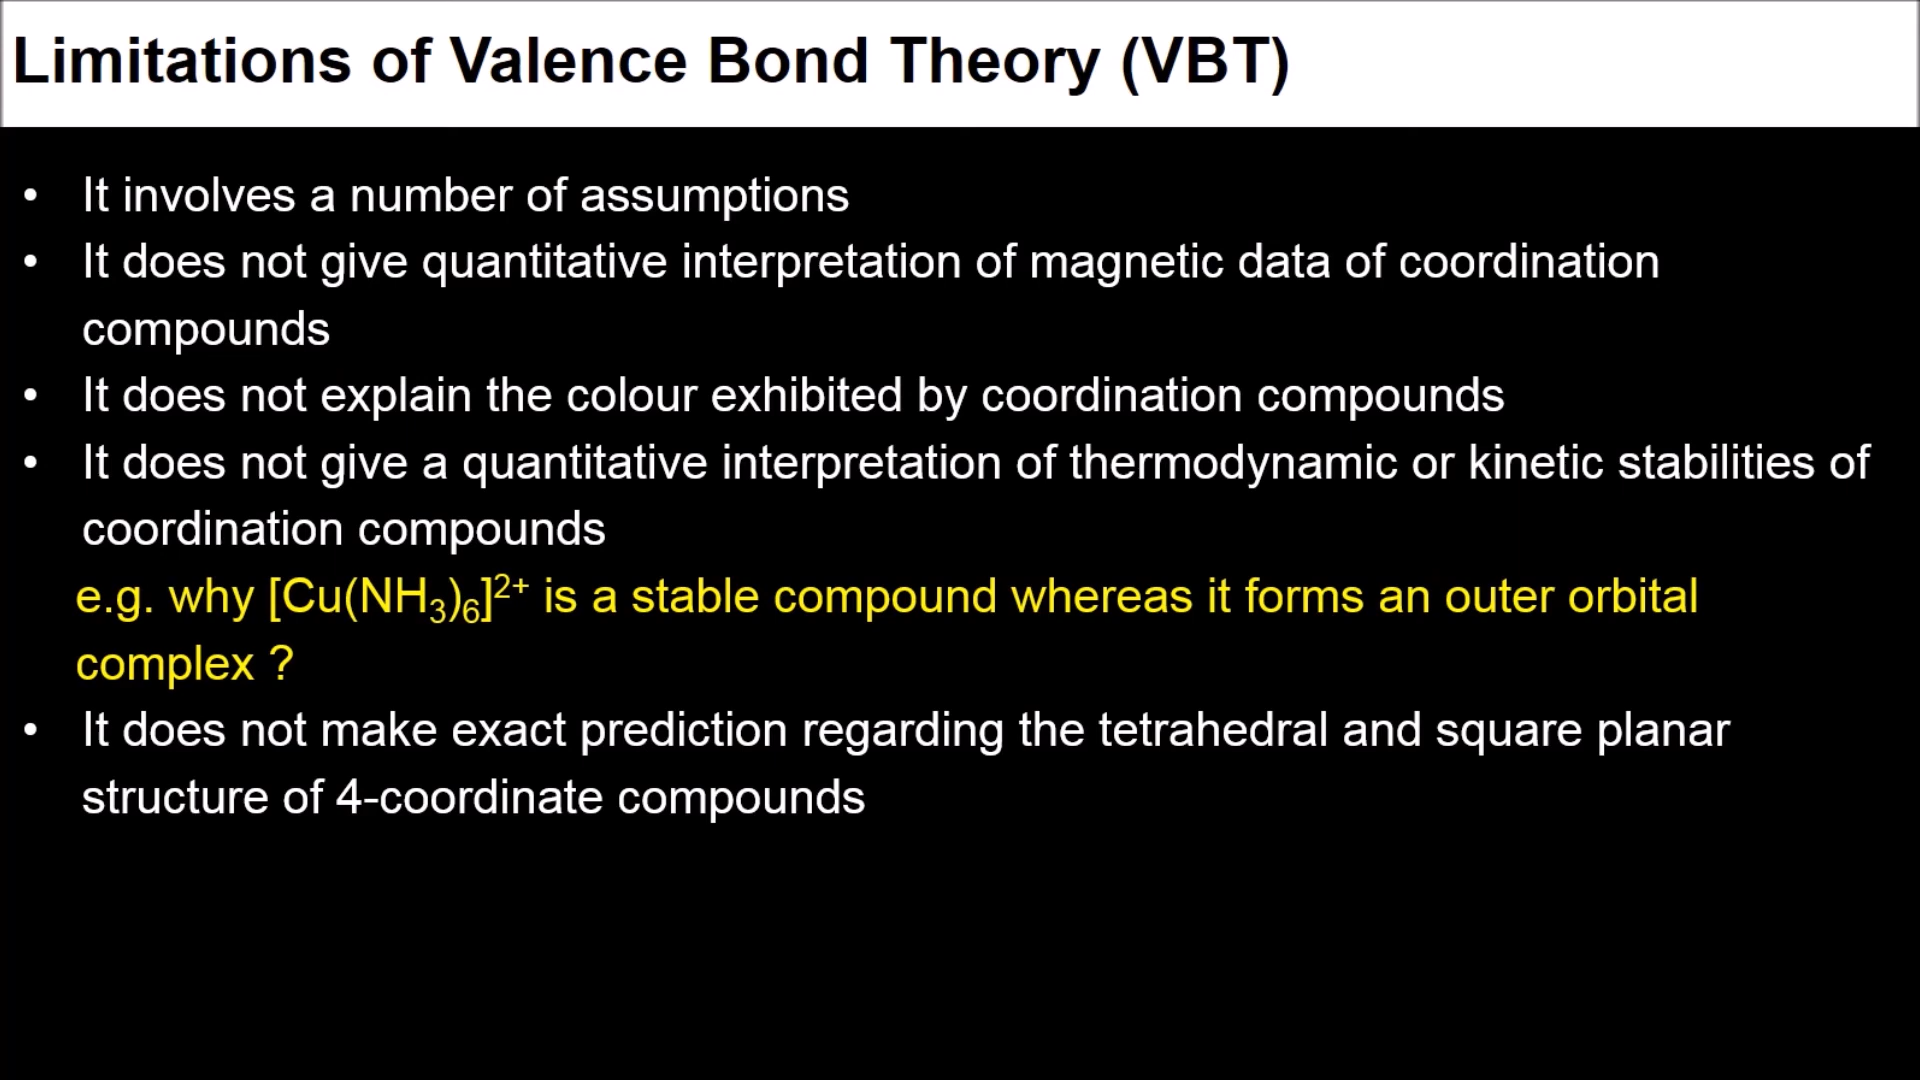 Limitations of Valence Bond Theory (VBT)
• It involves a number of assumptions
• It does not give quantitative interpretation of magnetic data of coordination
compounds
• It does not explain the colour exhibited by coordination compounds
• It does not give a quantitative interpretation of thermodynamic or kinetic stabilities of
coordination compounds
e.g. why [Cu(NH₃)₆]²⁺ is a stable compound whereas it forms an outer orbital
complex ?
• It does not make exact prediction regarding the tetrahedral and square planar
structure of 4-coordinate compounds